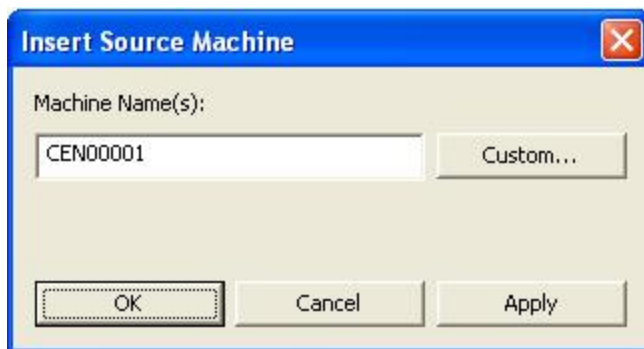 Insert Source Machine
Machine Name(s):
CEN00001
Custom...
OK
Cancel
Apply